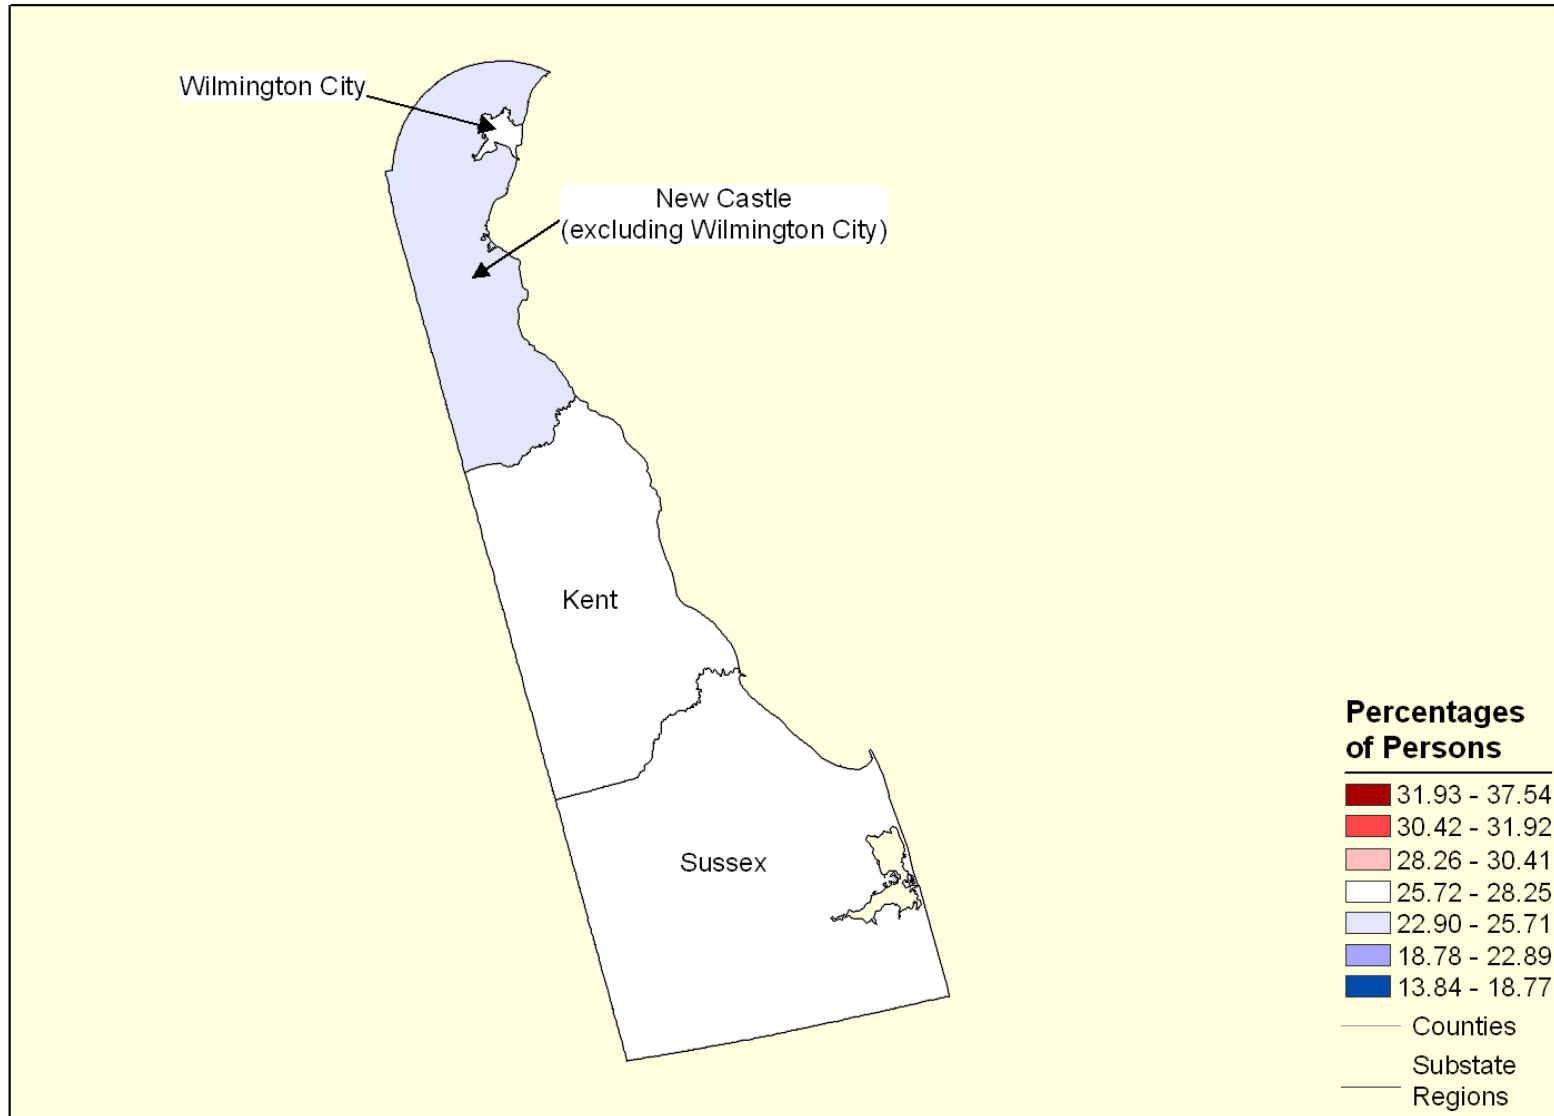 Wilmington City
New Castle
(excluding Wilmington City)
Kent
Sussex
Percentages
of Persons
31.93 - 37.54
30.42 - 31.92
28.26 - 30.41
25.72 - 28.25
22.90 - 25.71
18.78 - 22.89
13.84 - 18.77
Counties
Substate
Regions